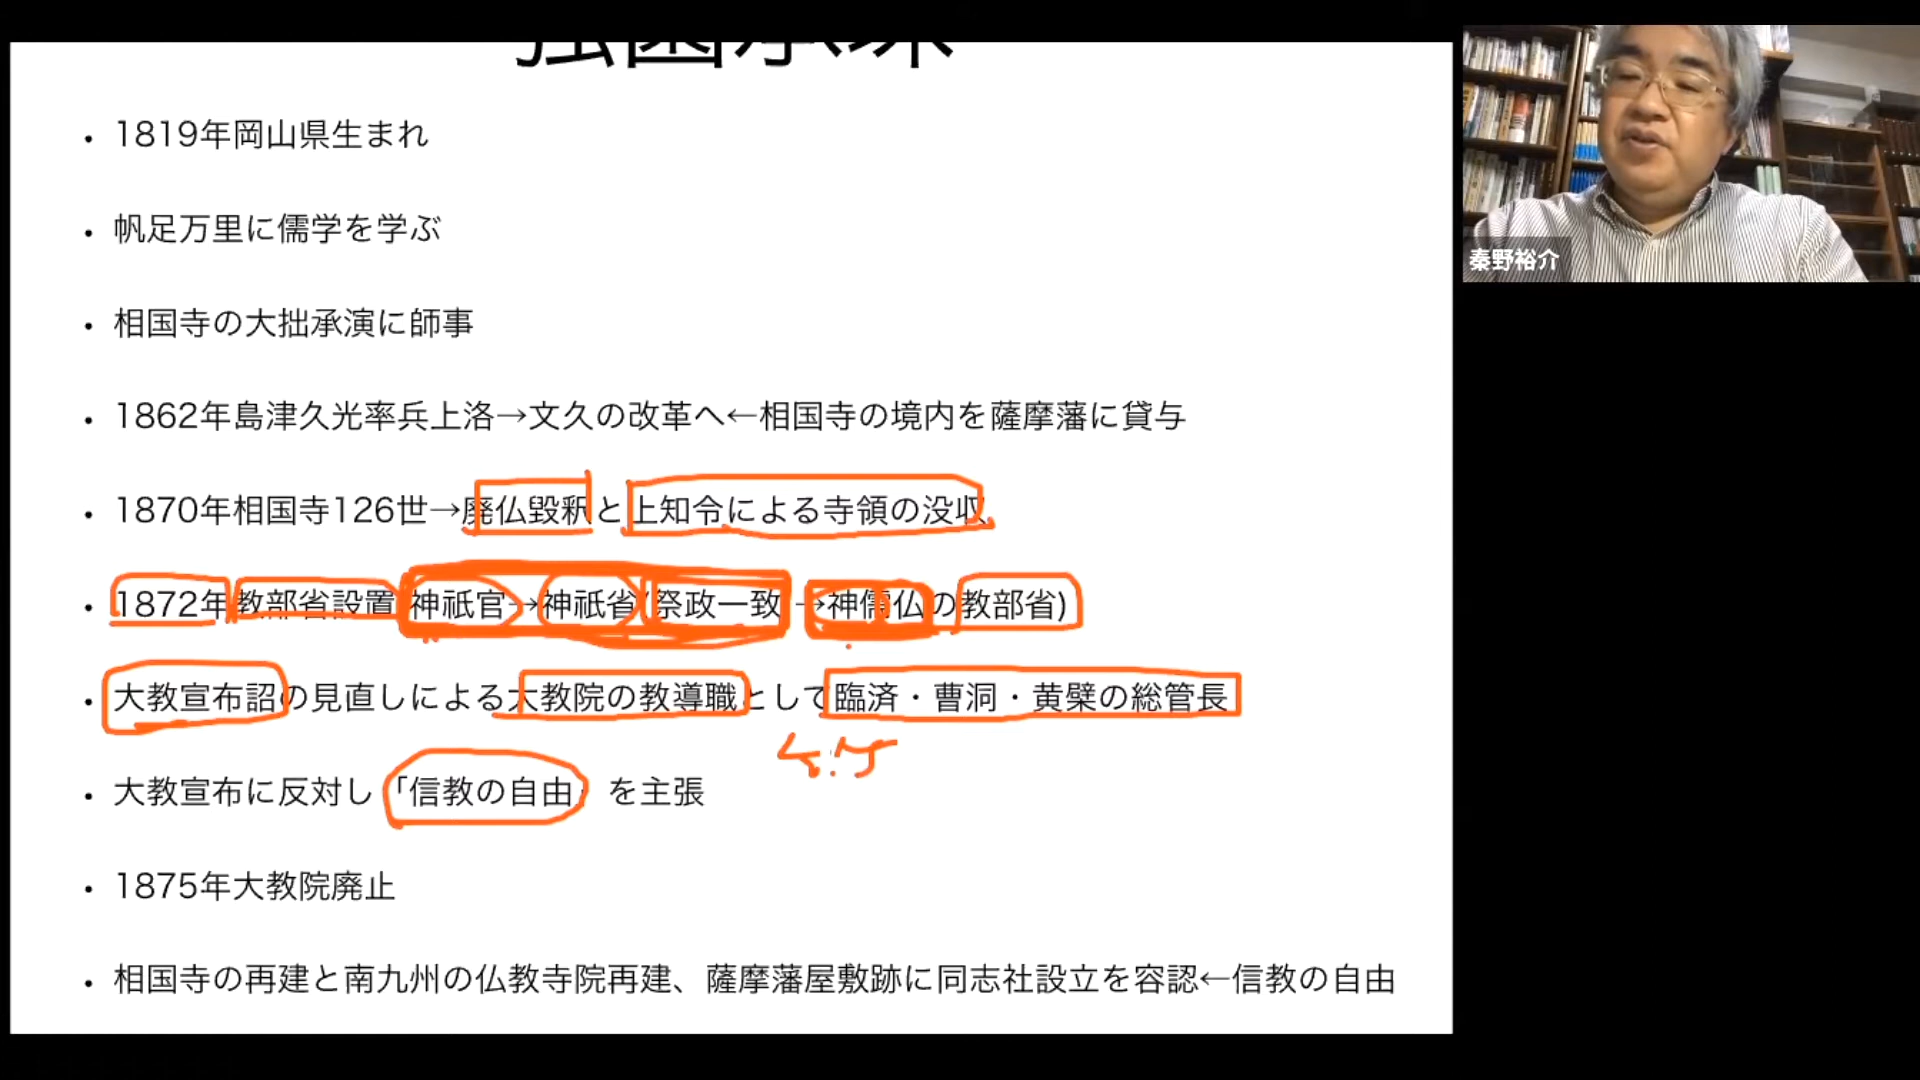 1819年岡山県生まれ
帆足万里に儒学を学ぶ
相国寺の大拙承演に師事
1862年島津久光率兵上洛→文久の改革へ←相国寺の境内を薩摩藩に貸与
1870年相国寺126世→廃仏毀釈と上知令による寺領の没収
1872年教部省設置(神祇官→神祇省(祭政一致)→神儒仏の教部省)
大教宣布詔の見直しによる大教院の教導職として臨済・曹洞・黄檗の総管長
大教宣布に反対し「信教の自由」を主張
1875年大教院廃止
相国寺の再建と南九州の仏教寺院再建、薩摩藩屋敷跡に同志社設立を容認←信教の自由
秦野裕介